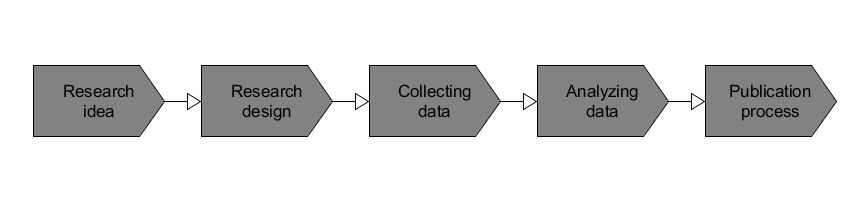 Research
idea
Research
design
Collecting
data
Analyzing
data
Publication
process